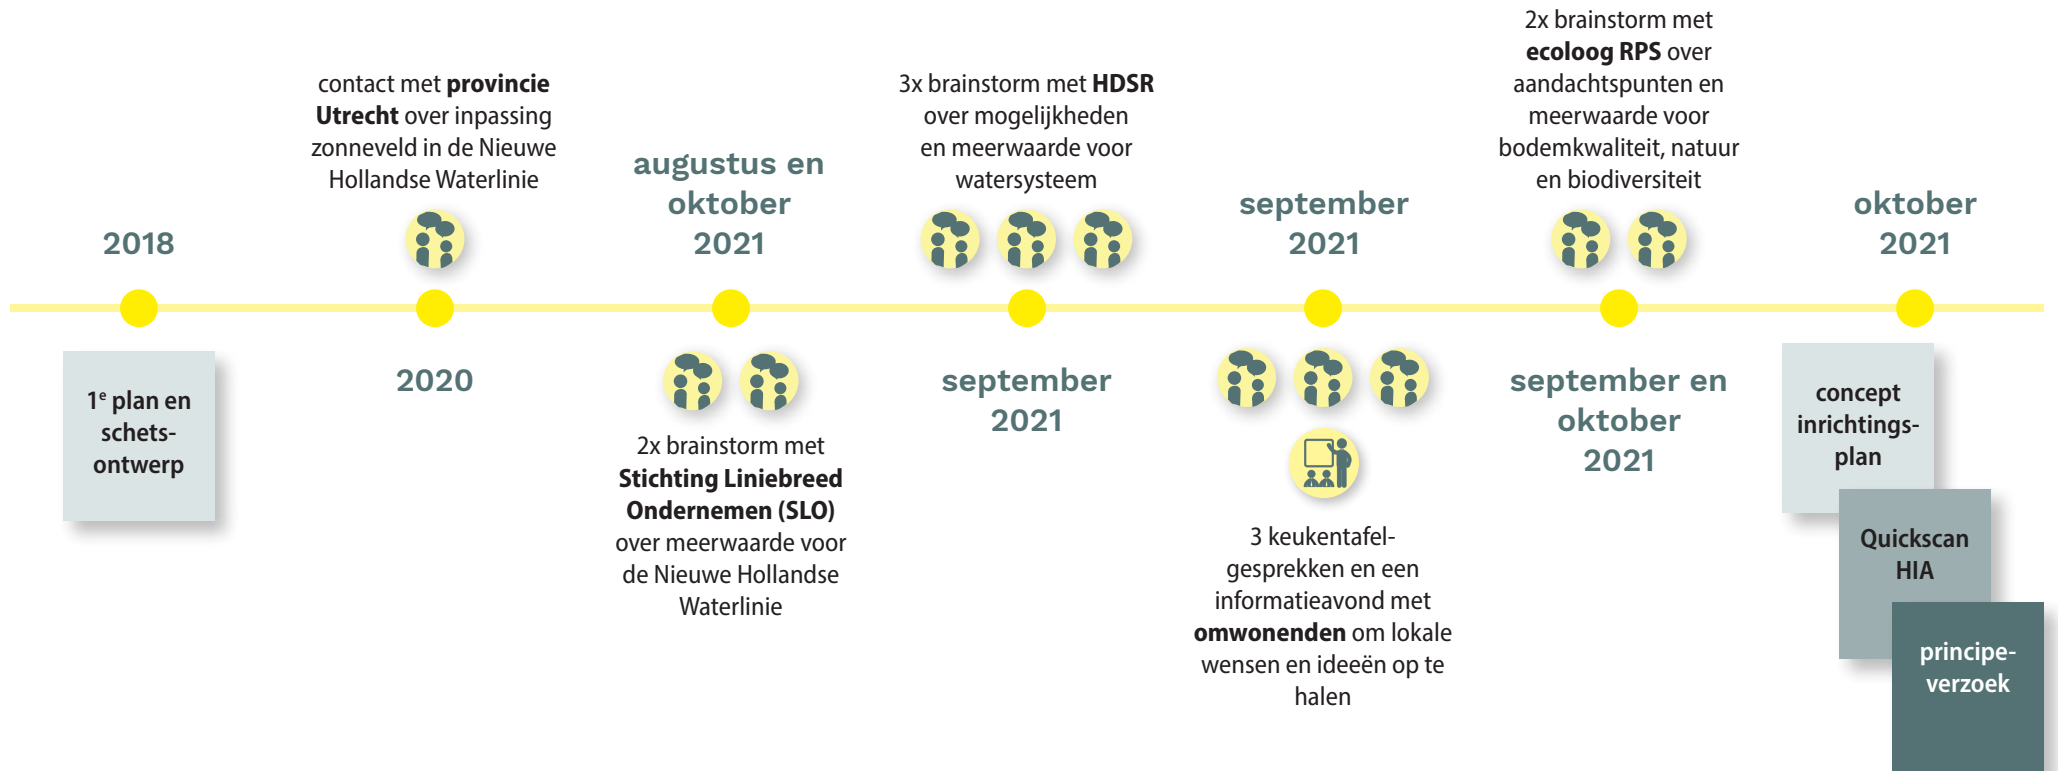 2018
1e plan en
schets-
ontwerp
contact met provincie
Utrecht over inpassing
zonneveld in de Nieuwe
Hollandse Waterlinie
2020
augustus en
oktober
2021
2x brainstorm met
Stichting Liniebreed
Ondernemen (SLO)
over meerwaarde voor
de Nieuwe Hollandse
Waterlinie
3x brainstorm met HDSR
over mogelijkheden
en meerwaarde voor
watersysteem
september
2021
september
2021
3 keukentafel-
gesprekken en een
informatieavond met
omwonenden om lokale
wensen en ideeën op te
halen
2x brainstorm met
ecoloog RPS over
aandachtspunten en
meerwaarde voor
bodemkwaliteit, natuur
en biodiversiteit
september en
oktober
2021
oktober
2021
concept
inrichtings-
plan
Quickscan
HIA
principe-
verzoek